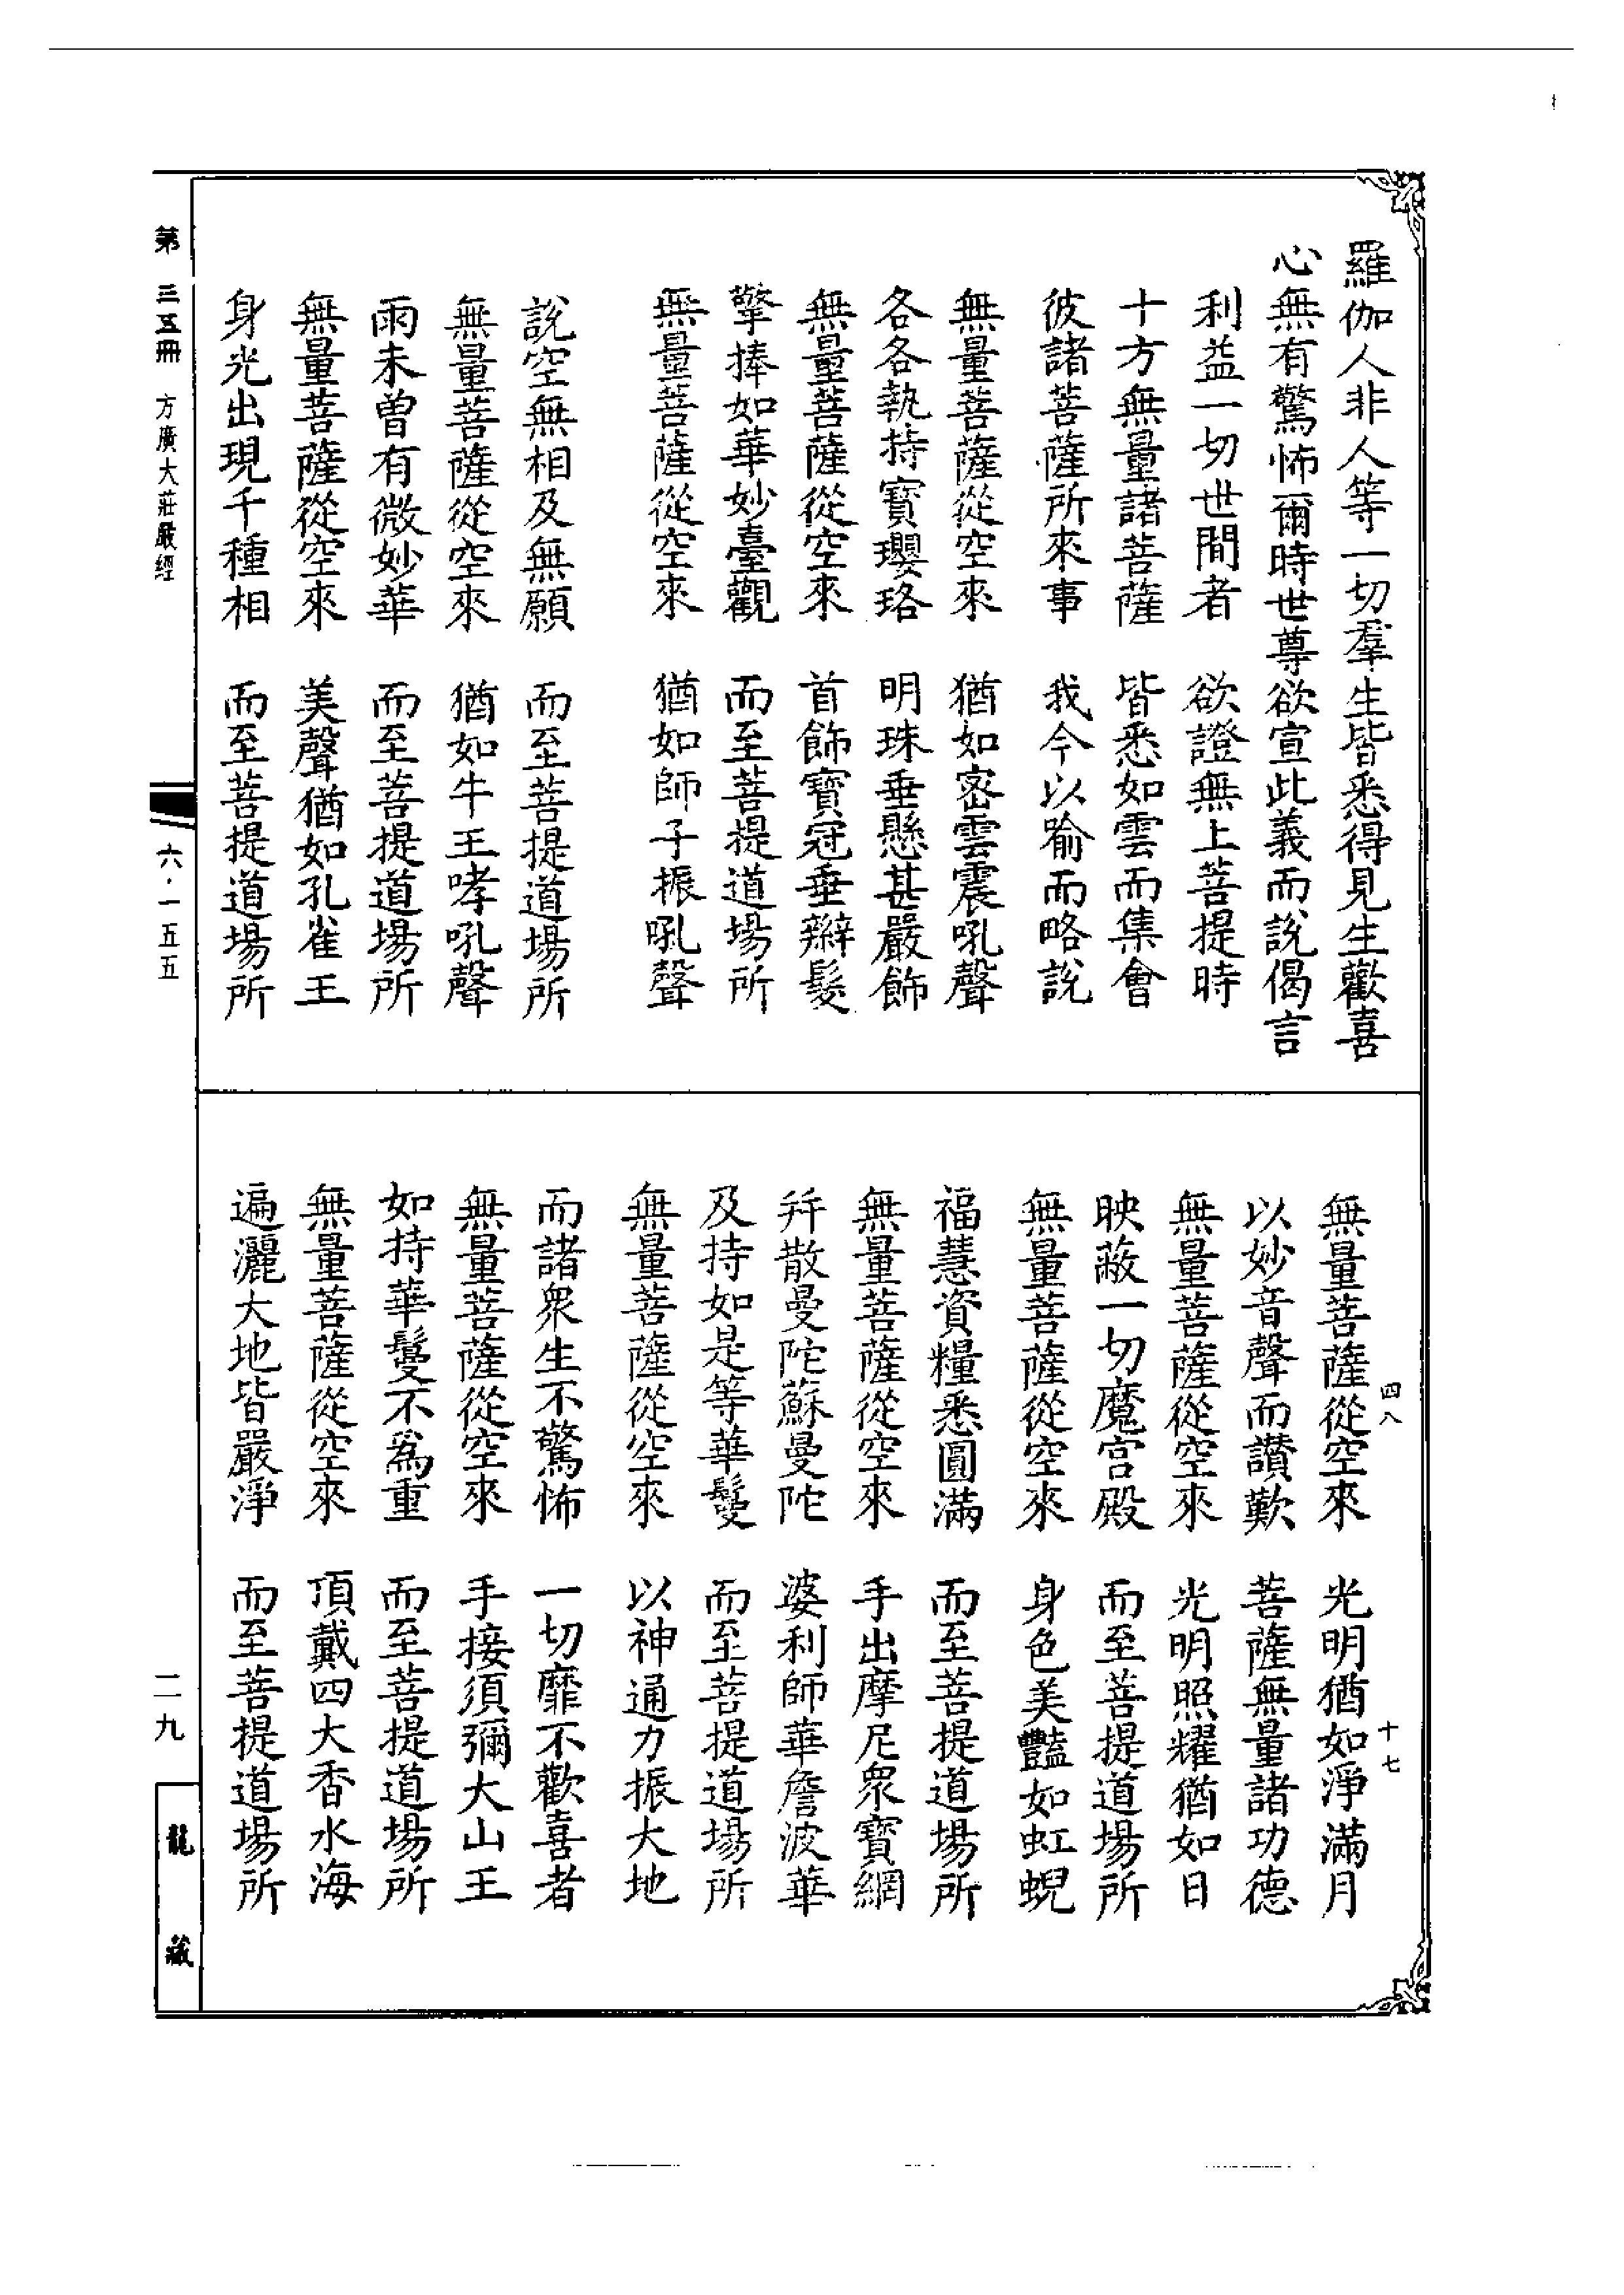 羅伽人非人等一切羣生皆悉得見生歡喜
心無有驚怖爾時世尊欲宣此義而說偈言
利益一切世間者　欲證無上菩提時
十方無量諸菩薩　皆悉如雲而集會
彼諸菩薩所來事　我今以喻而略說
無量菩薩從空來　猶如密雲震吼聲
各各執持寶瓔珞　明珠垂懸甚嚴飾
無量菩薩從空來　首飾寶冠垂辮髮
擎捧如華妙臺觀　而至菩提道場所
無量菩薩從空來　猶如師子振吼聲
說空無相及無願　而至菩提道場所
無量菩薩從空來　猶如牛王哮吼聲
雨未曾有微妙華　而至菩提道場所
無量菩薩從空來　美聲猶如孔雀王
身光出現千種相　而至菩提道場所
無量菩薩從空來　光明猶如淨滿月
以妙音聲而讚歎　菩薩無量諸功德
無量菩薩從空來　光明照耀猶如日
映蔽一切魔宮殿　而至菩提道場所
無量菩薩從空來　身色美豔如虹蜺
福慧資糧悉圓滿　而至菩提道場所
無量菩薩從空來　手出摩尼眾寶網
并散曼陀蘇曼陀　婆利師華詹波華
及持如是等華鬘　而至菩提道場所
無量菩薩從空來　以神通力振大地
而諸眾生不驚怖　一切靡不歡喜者
無量菩薩從空來　手接須彌大山王
如持華鬘不為重　而至菩提道場所
無量菩薩從空來　頂戴四大香水海
遍灑大地皆嚴淨　而至菩提道場所
四八　十七
第三五冊　方廣大莊嚴經　六·一五五
二九　龍藏